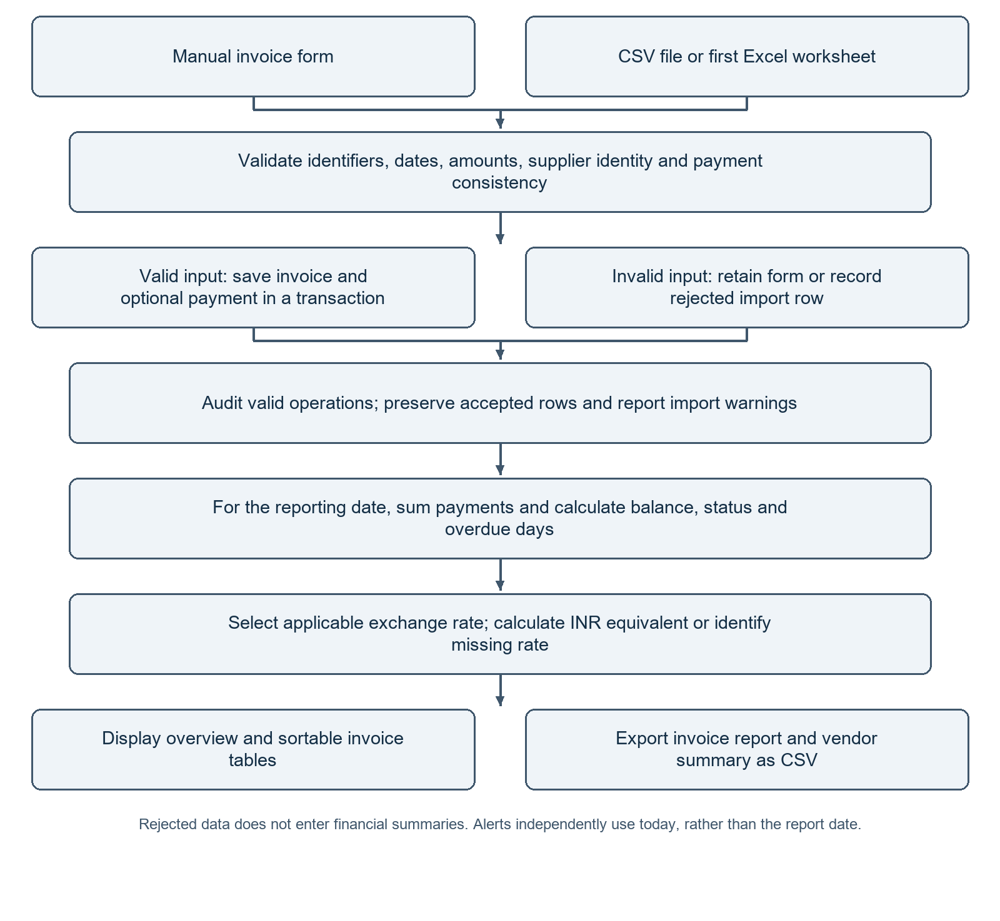 Manual invoice form
CSV file or first Excel worksheet
Validate identifiers, dates, amounts, supplier identity and payment
consistency
Valid input: save invoice and
optional payment in a transaction
Invalid input: retain form or record
rejected import row
Audit valid operations; preserve accepted rows and report import warnings
For the reporting date, sum payments and calculate balance, status and
overdue days
Select applicable exchange rate; calculate INR equivalent or identify
missing rate
Display overview and sortable invoice
tables
Export invoice report and vendor
summary as CSV
Rejected data does not enter financial summaries. Alerts independently use today, rather than the report date.